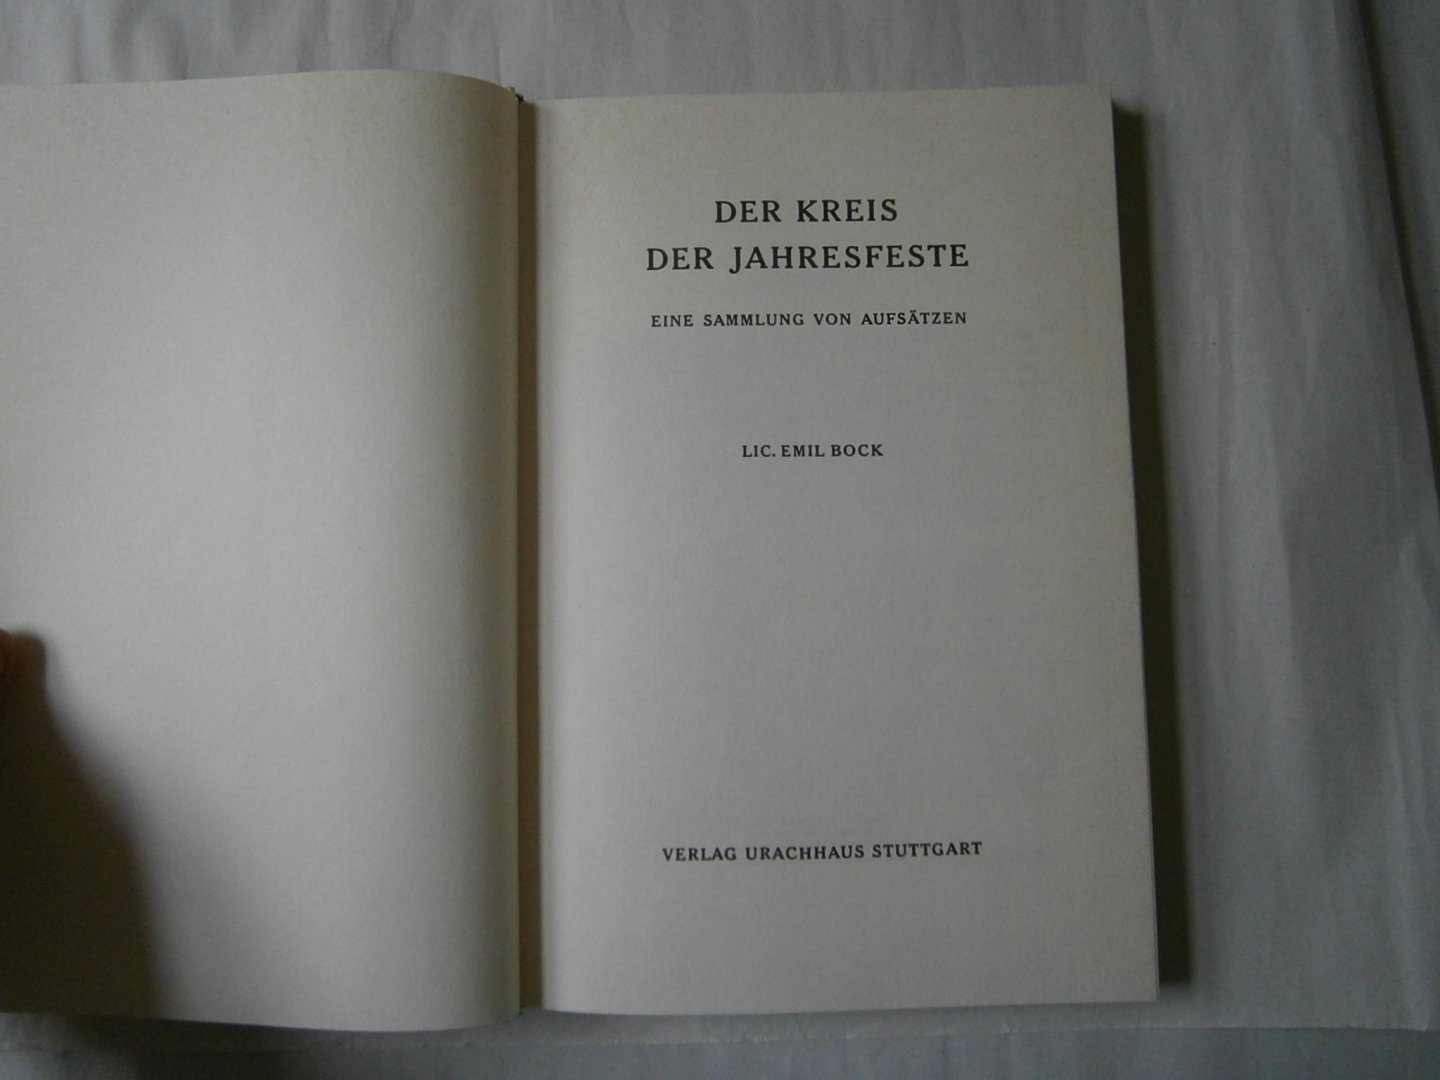 DER KREIS
DER JAHRESFESTE
EINE SAMMLUNG VON AUFSÄTZEN
LIC. EMIL BOCK
VERLAG URACHHAUS STUTTGART